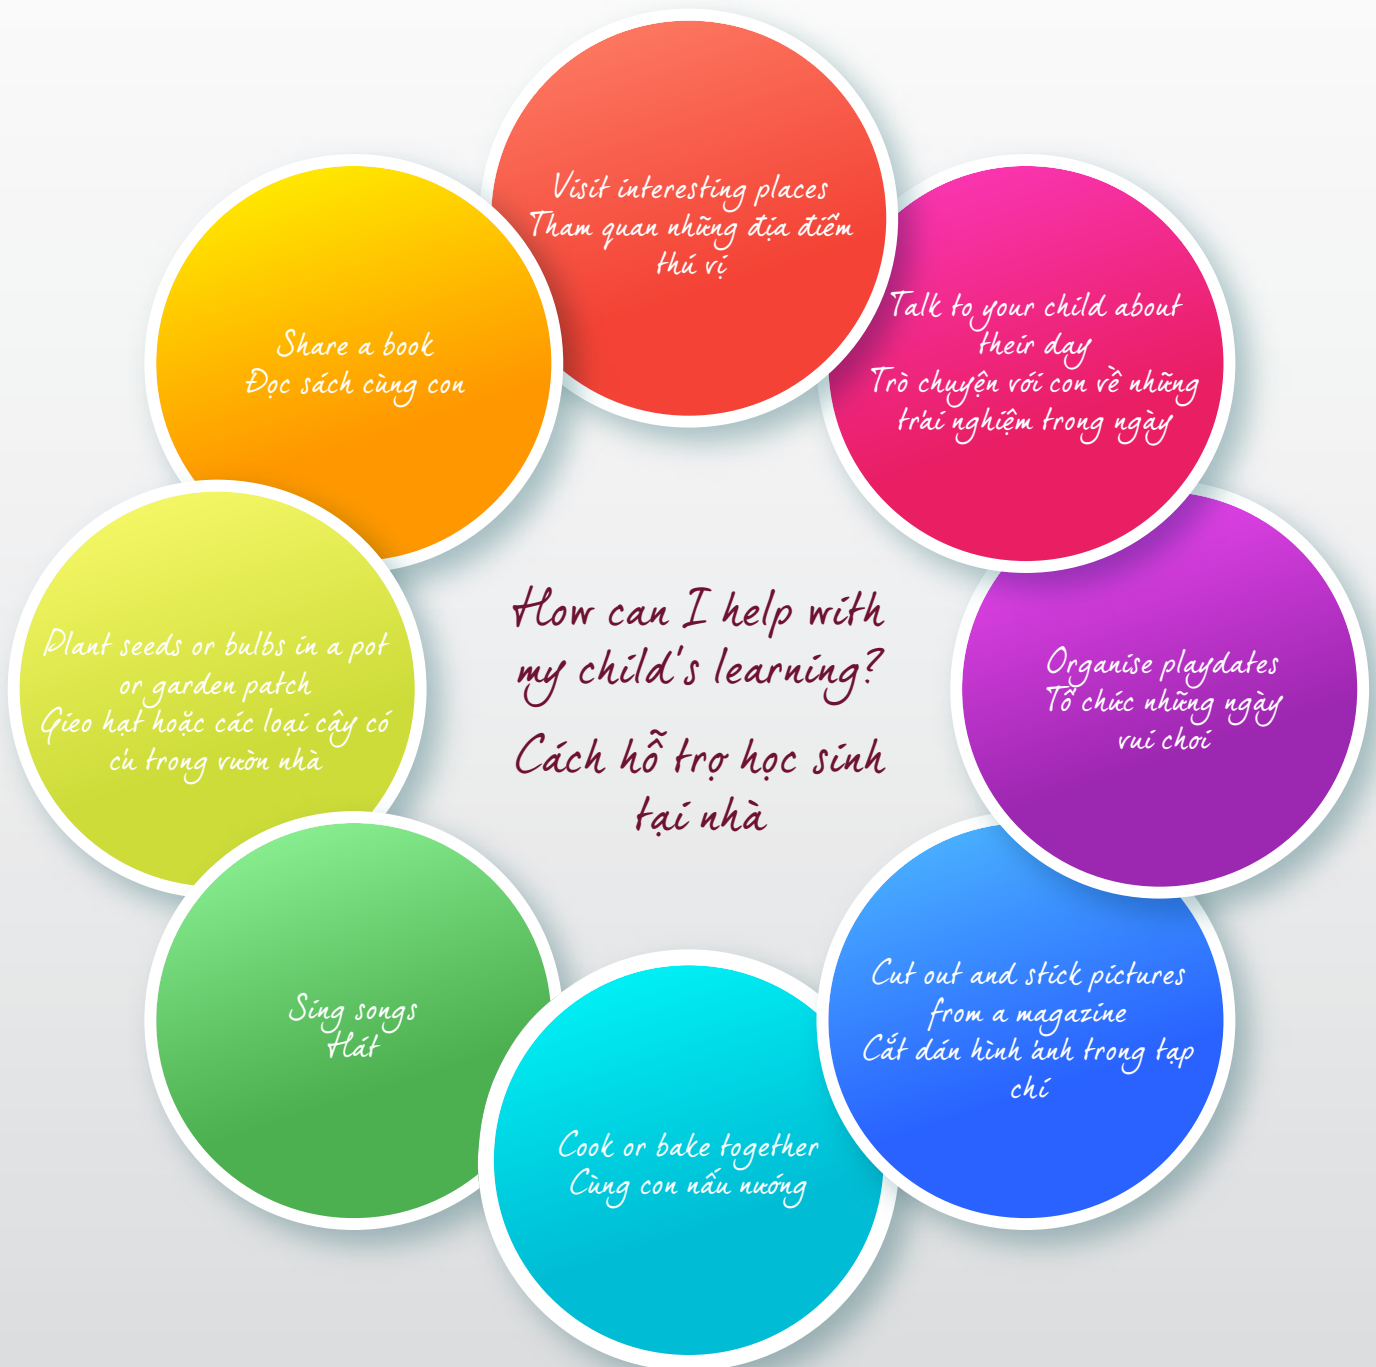 Visit interesting places
Tham quan những địa điểm
thú vị
Talk to your child about
their day
Trò chuyện với con về những
trải nghiệm trong ngày
Organise playdates
Tổ chức những ngày
vui chơi
Cut out and stick pictures
from a magazine
Cắt dán hình ảnh trong tạp
chí
Cook or bake together
Cùng con nấu nướng
Sing songs
Hát
Plant seeds or bulbs in a pot
or garden patch
Gieo hạt hoặc các loại cây có
củ trong vườn nhà
Share a book
Đọc sách cùng con
How can I help with
my child's learning?
Cách hỗ trợ học sinh
tại nhà